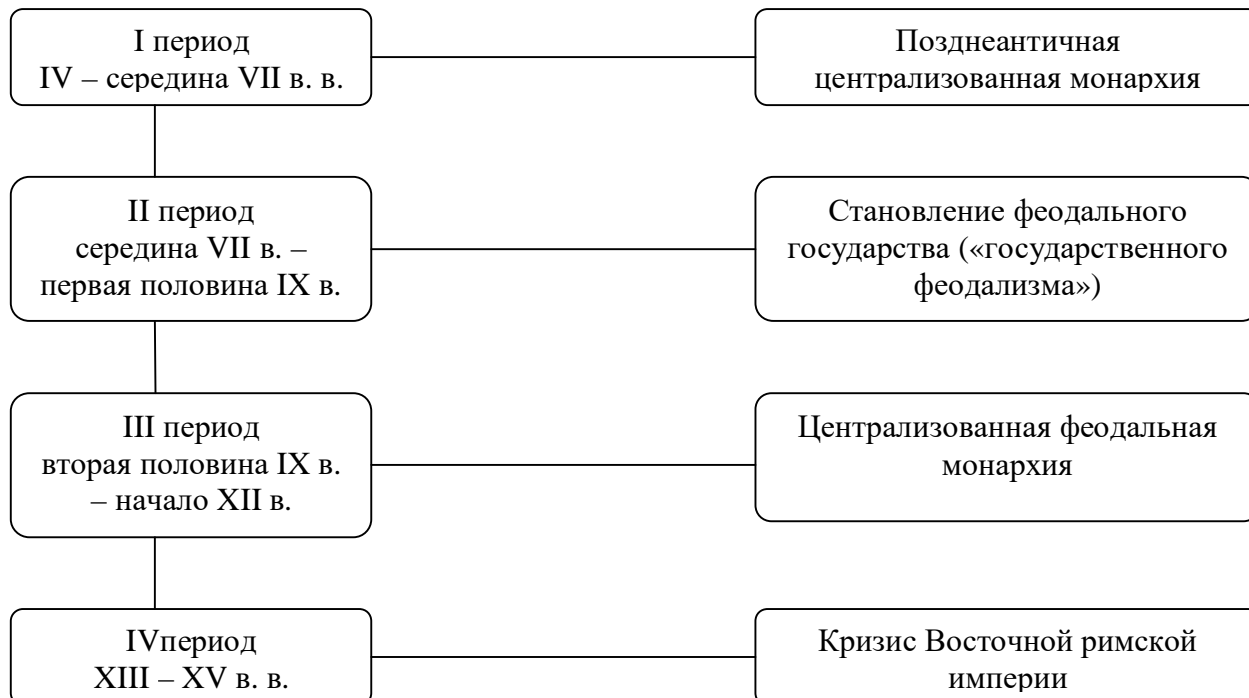 I период
IV – середина VII в. в.
Позднеантичная
централизованная монархия
II период
середина VII в. –
первая половина IX в.
Становление феодального
государства («государственного
феодализма»)
III период
вторая половина IX в.
– начало XII в.
Централизованная феодальная
монархия
IVпериод
XIII – XV в. в.
Кризис Восточной римской
империи